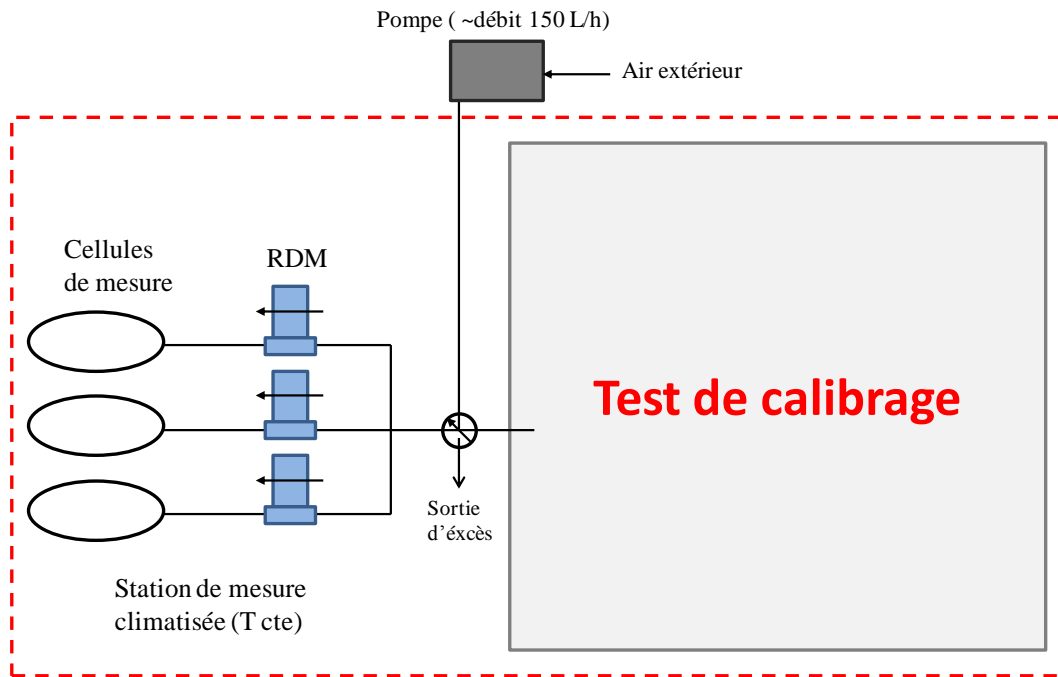 Pompe ( ~débit 150 L/h)
Air extérieur
Cellules
de mesure
RDM
Test de calibrage
Sortie
d'éxcès
Station de mesure
climatisée (T cte)